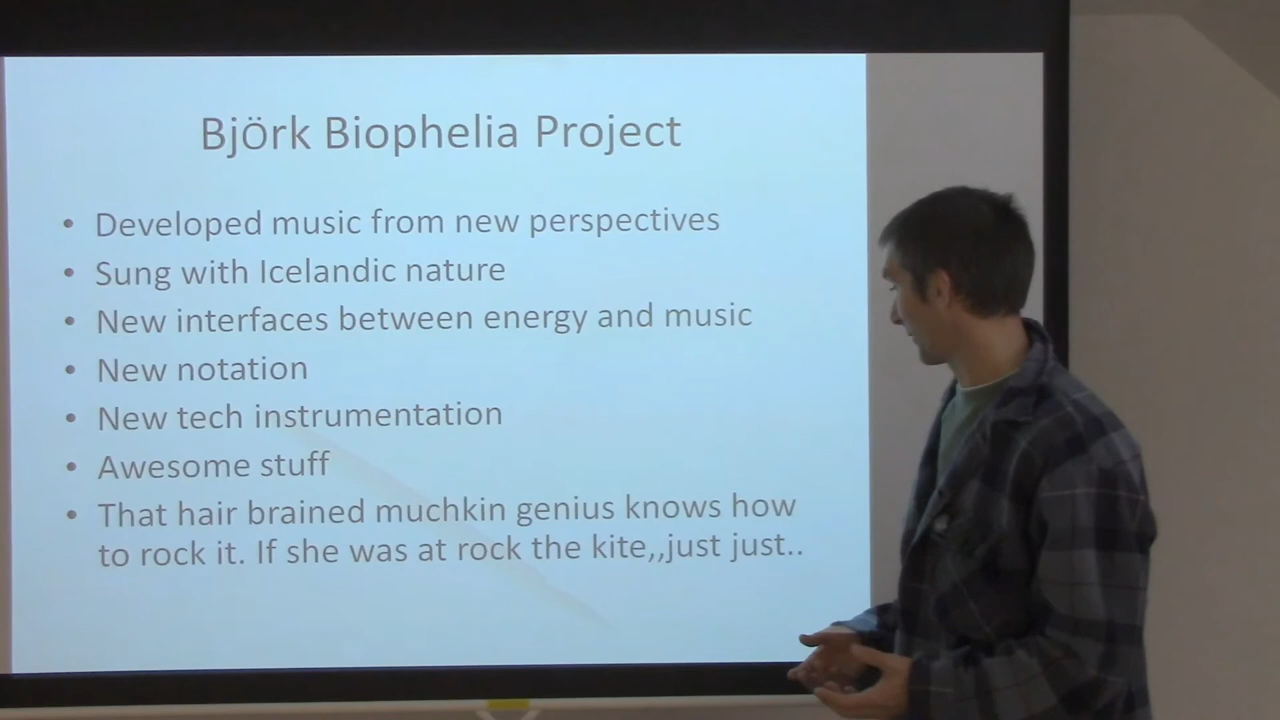 BjÖrk Biophelia Project
• Developed music from new perspectives
• Sung with Icelandic nature
• New interfaces between energy and music
• New notation
• New tech instrumentation
• Awesome stuff
• That hair brained muchkin genius knows how
to rock it. If she was at rock the kite,,just just..